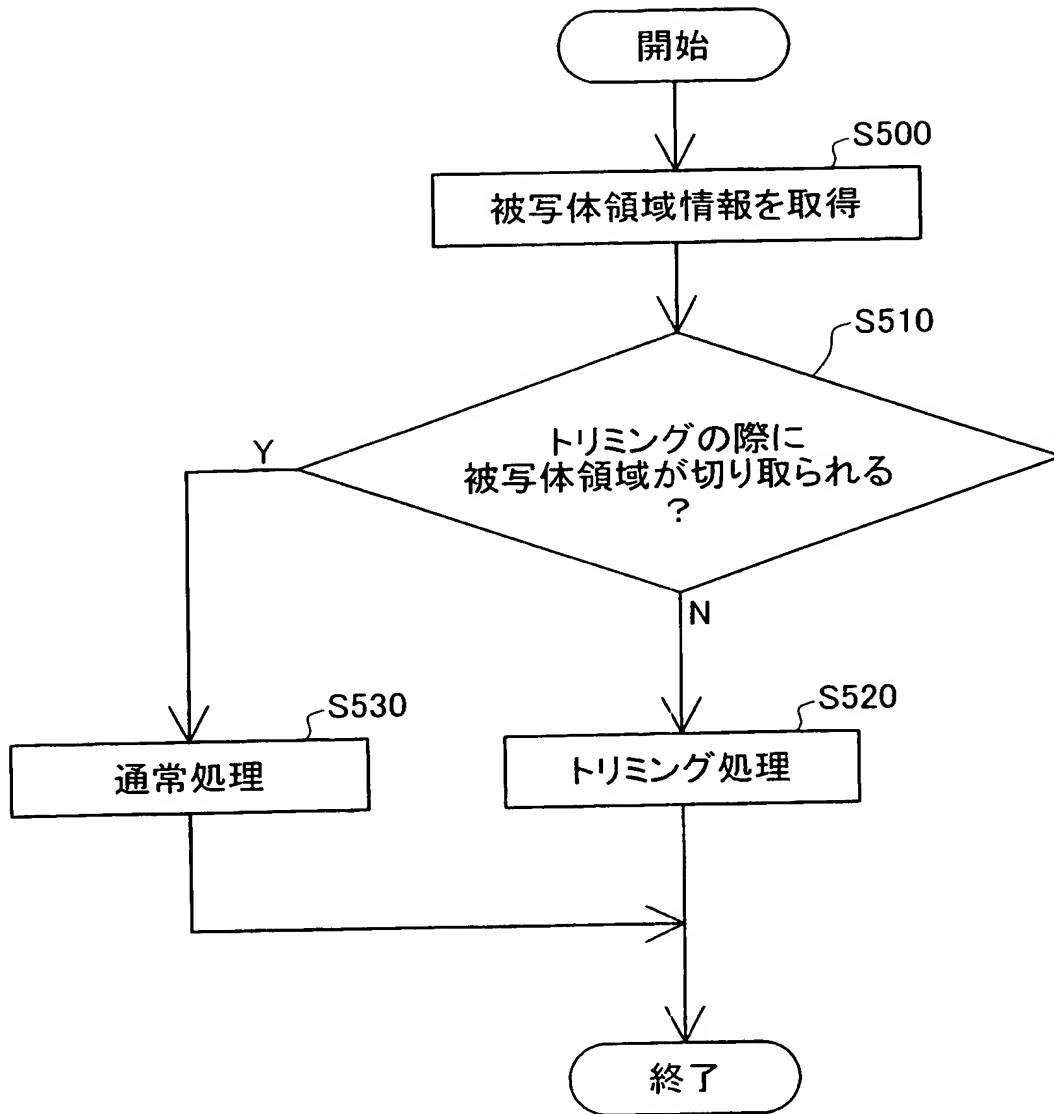 開始
S500
被写体領域情報を取得
S510
トリミングの際に
被写体領域が切り取られる
?
Y
N
S530
通常処理
S520
トリミング処理
終了